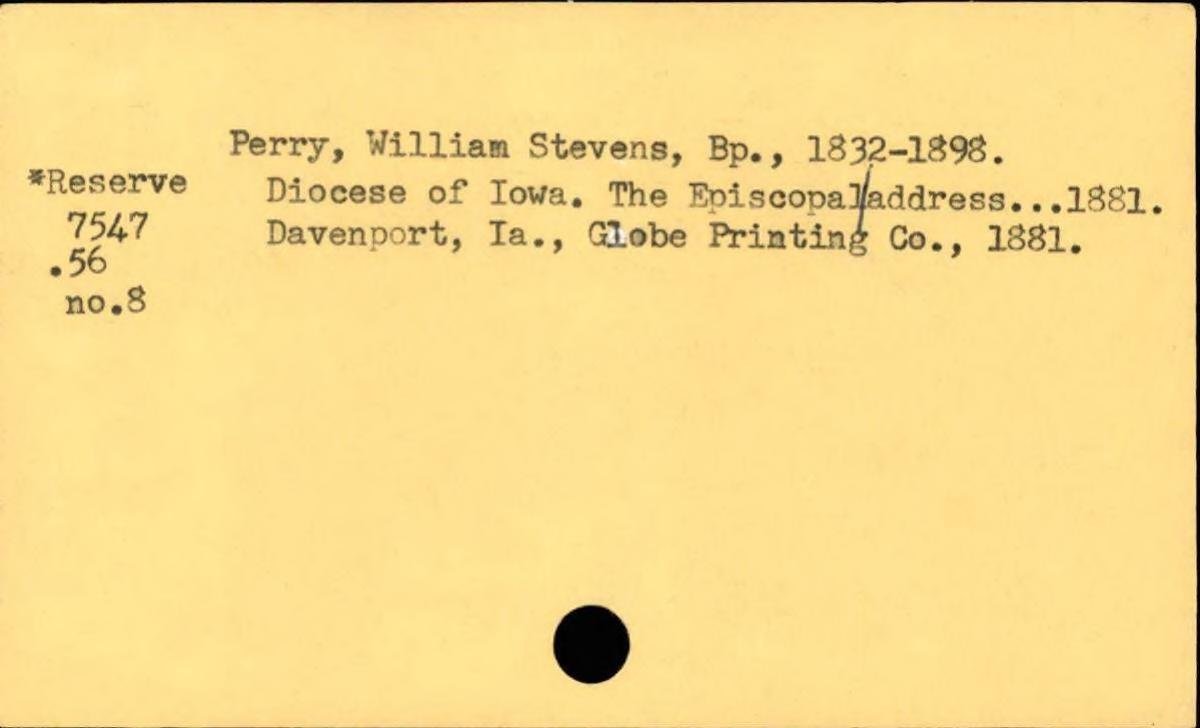 Perry, William Stevens, Bp., 1832-1898.
*Reserve
Diocese of Iowa. The Episcopal/address...1881.
7547
Davenport, Ia., Globe Printing Co., 1881.
.56
no.8